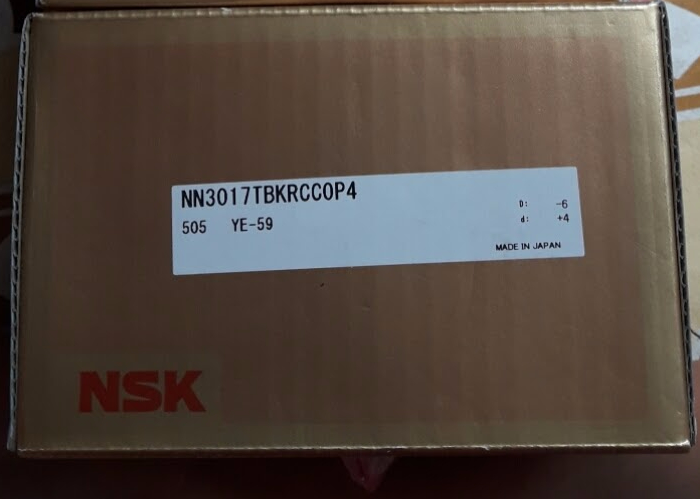 NN3017TBKRCC0P4
505 YE-59
D: -6
d: +4
MADE IN JAPAN
NSK